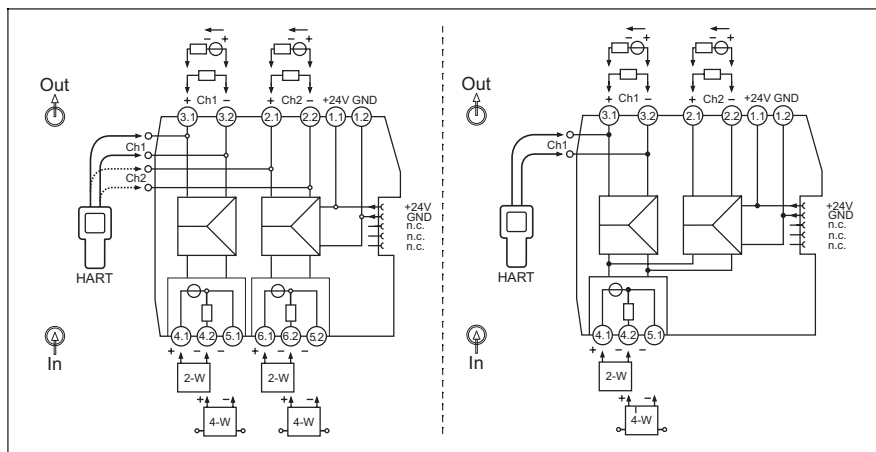 Out
+ Ch1 − + Ch2 − +24V GND
3.1 3.2 2.1 2.2 1.1 1.2
Ch1
Ch2
− +
− +
HART
+24V
GND
n.c.
n.c.
n.c.
4.1 4.2 5.1 6.1 6.2 5.2
In
+ − − + − −
2-W 2-W
+ +
4-W 4-W
Out
− +
− +
+ Ch1 − + Ch2 − +24V GND
3.1 3.2 2.1 2.2 1.1 1.2
Ch1
HART
+24V
GND
n.c.
n.c.
n.c.
4.1 4.2 5.1
In
+ − −
2-W
+
4-W